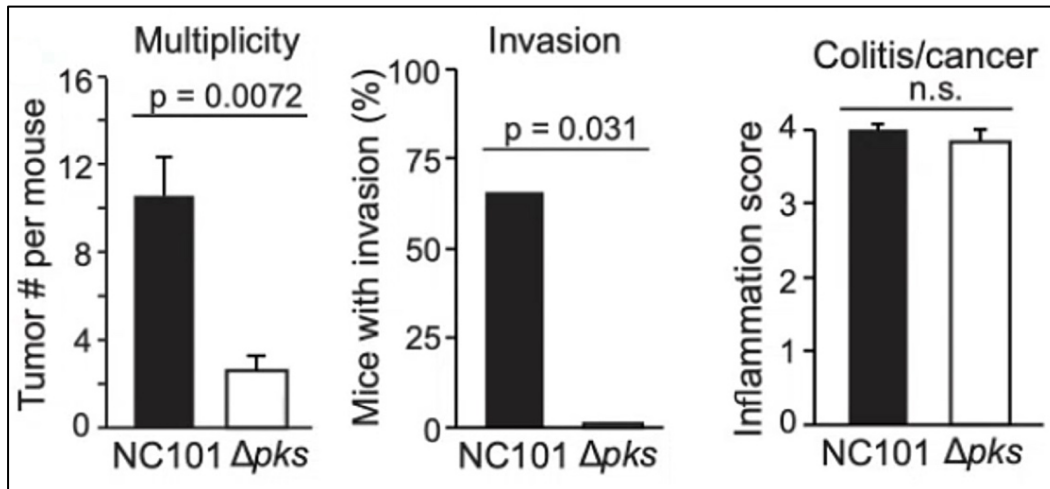 Multiplicity
p = 0.0072
Tumor # per mouse
16
12
8
4
0
NC101 Δpks
Invasion
p = 0.031
Mice with invasion (%)
100
75
50
25
0
NC101 Δpks
Colitis/cancer
n.s.
Inflammation score
4
3
2
1
0
NC101 Δpks